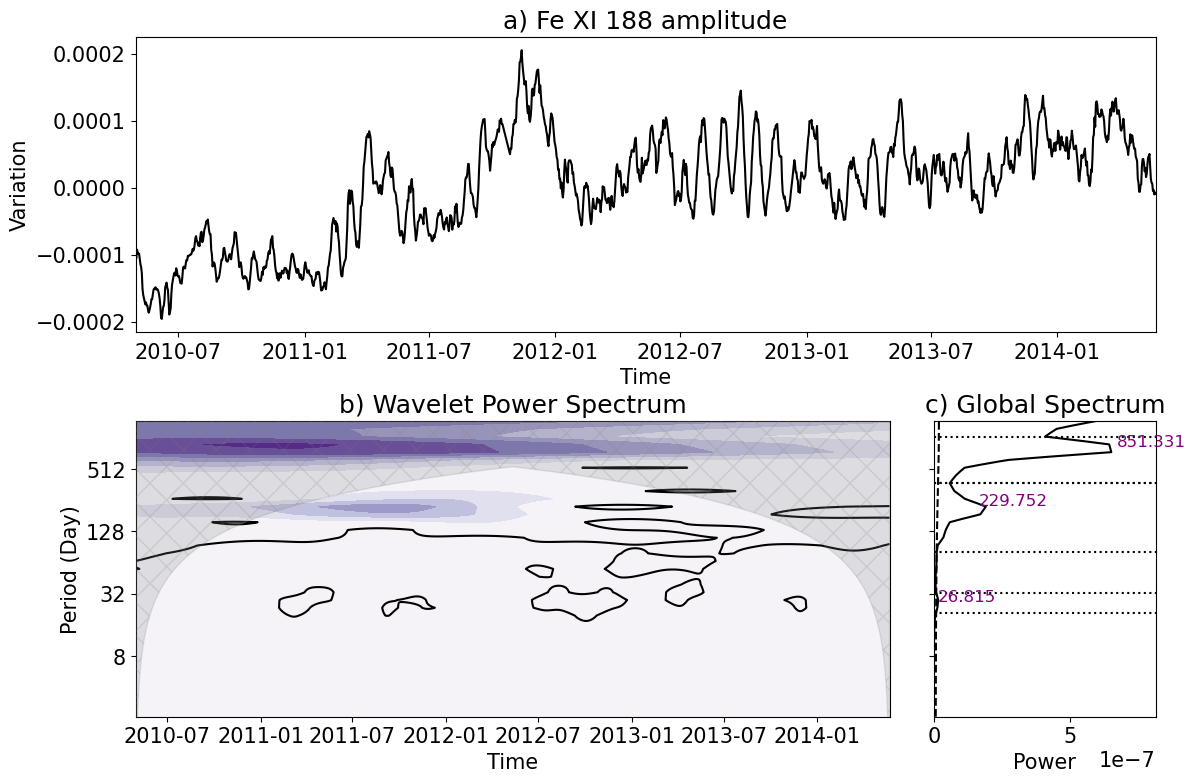 a) Fe XI 188 amplitude
0.0002
0.0001
0.0000
−0.0001
−0.0002
Variation
2010-07 2011-01 2011-07 2012-01 2012-07 2013-01 2013-07 2014-01
Time
b) Wavelet Power Spectrum
512
128
32
8
Period (Day)
2010-07 2011-01 2011-07 2012-01 2012-07 2013-01 2013-07 2014-01
Time
c) Global Spectrum
851.331
229.752
26.815
0 5
Power 1e−7